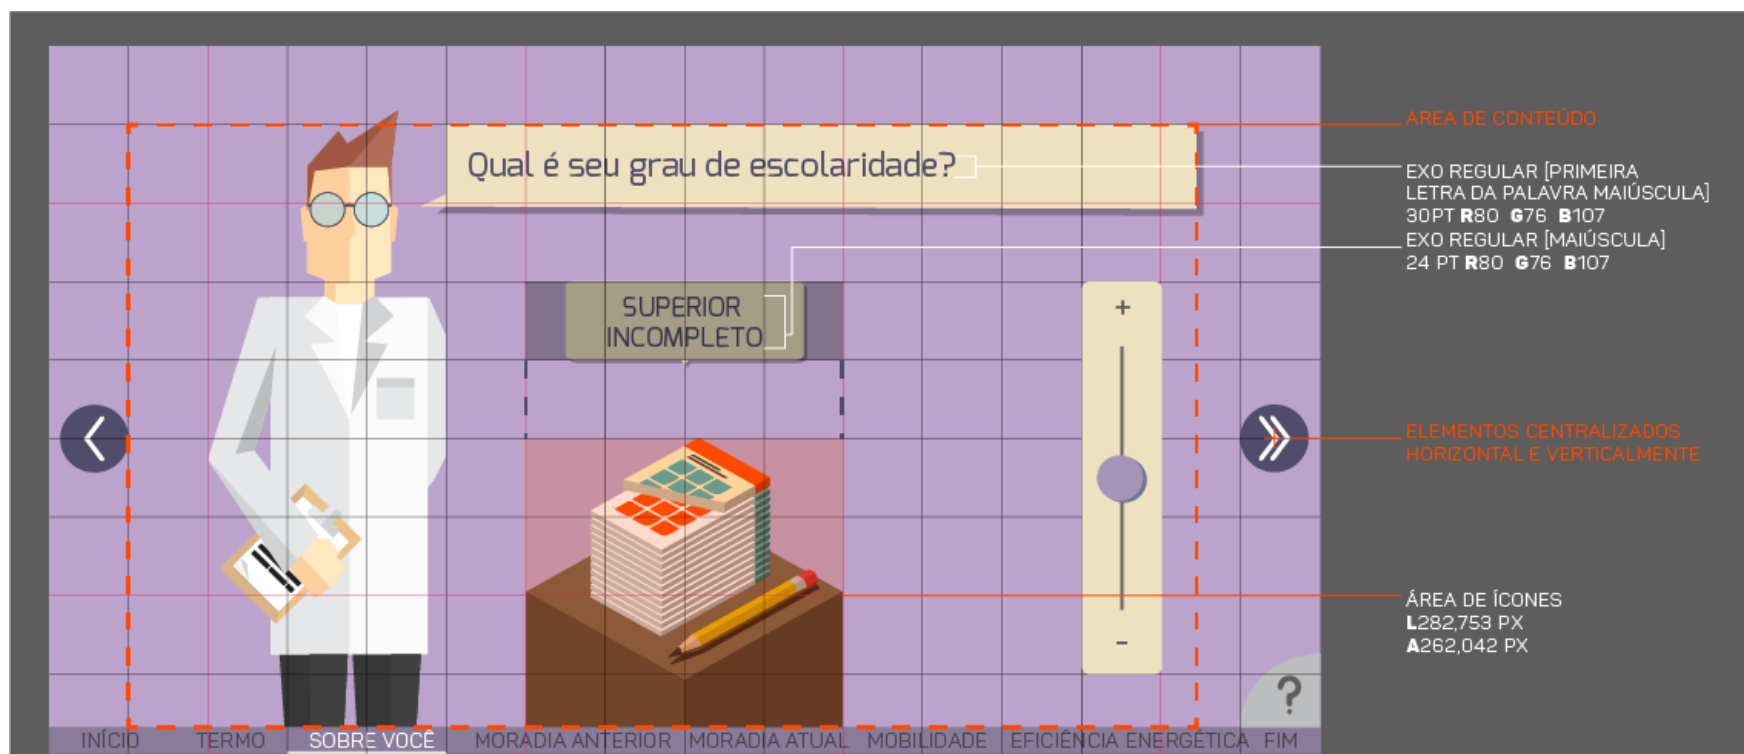 Qual é seu grau de escolaridade?
SUPERIOR
INCOMPLETO
+
-
?
INÍCIO TERMO SOBRE VOCÊ MORADIA ANTERIOR MORADIA ATUAL MOBILIDADE EFICIÊNCIA ENERGÉTICA FIM
AREA DE CONTEÚDO
EXO REGULAR [PRIMEIRA
LETRA DA PALAVRA MAIÚSCULA]
30PT R80 G76 B107
EXO REGULAR [MAIÚSCULA]
24 PT R80 G76 B107
ELEMENTOS CENTRALIZADOS
HORIZONTAL E VERTICALMENTE
ÁREA DE ÍCONES
L282,753 PX
A262,042 PX